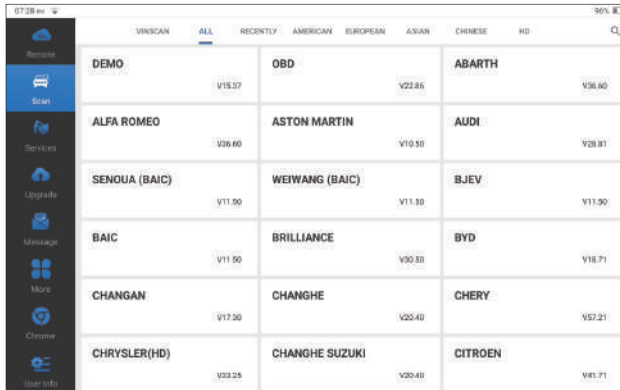 07:28 PM 96%
VINSCAN ALL RECENTLY AMERICAN EUROPEAN ASIAN CHINESE HD
Remote
Scan
Services
Upgrade
Message
More
Chrome
User Info
DEMO OBD ABARTH
V15.37 V22.86 V36.60
ALFA ROMEO ASTON MARTIN AUDI
V36.60 V10.50 V28.81
SENOUA (BAIC) WEIWANG (BAIC) BJEV
V11.50 V11.50 V11.50
BAIC BRILLIANCE BYD
V11.50 V30.50 V18.71
CHANGAN CHANGHE CHERY
V17.30 V20.40 V57.21
CHRYSLER(HD) CHANGHE SUZUKI CITROEN
V33.25 V20.40 V41.71